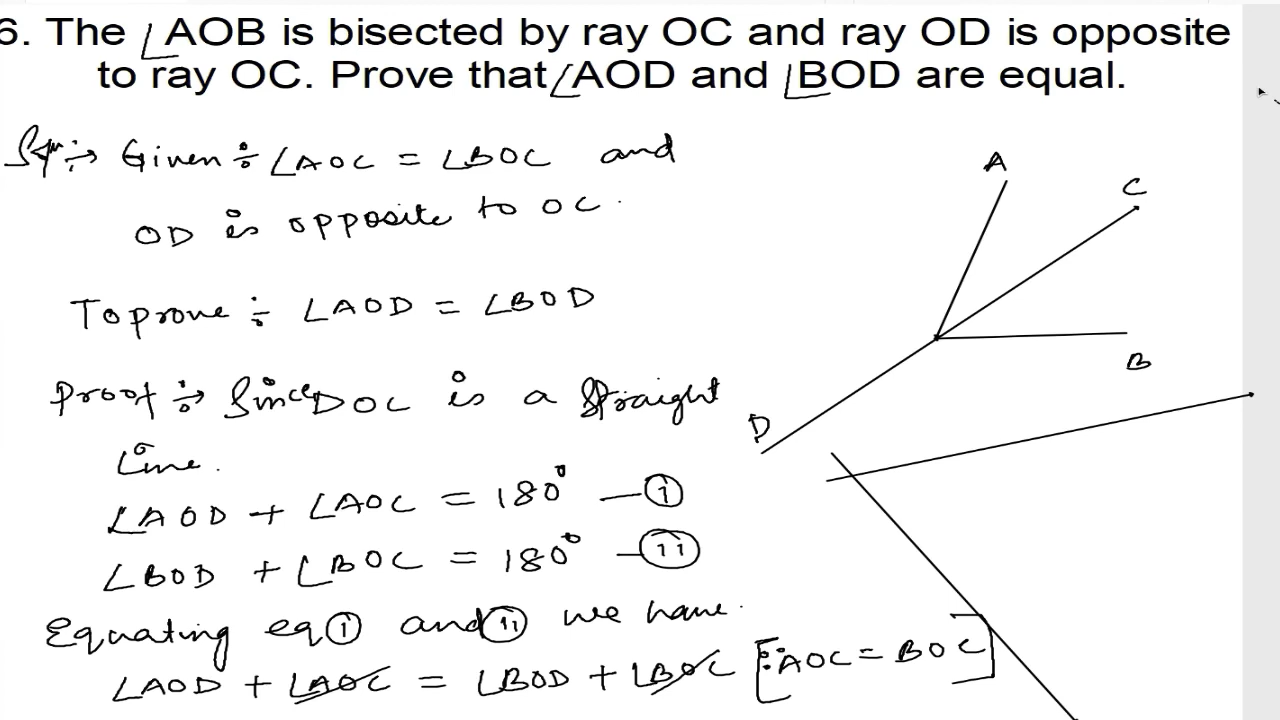 6. The ∠AOB is bisected by ray OC and ray OD is opposite
to ray OC. Prove that ∠AOD and ∠BOD are equal.
Given ÷ ∠AOC = ∠BOC and
OD is opposite to OC.
To prove ÷ ∠AOD = ∠BOD
Proof ÷→ Since DOC is a straight
line.
∠AOD + ∠AOC = 180° — (i)
∠BOD + ∠BOC = 180° — (ii)
Equating eq (i) and (ii) we have.
∠AOD + ∠AOC = ∠BOD + ∠BOC [∵ AOC = BOC]
A
C
B
D